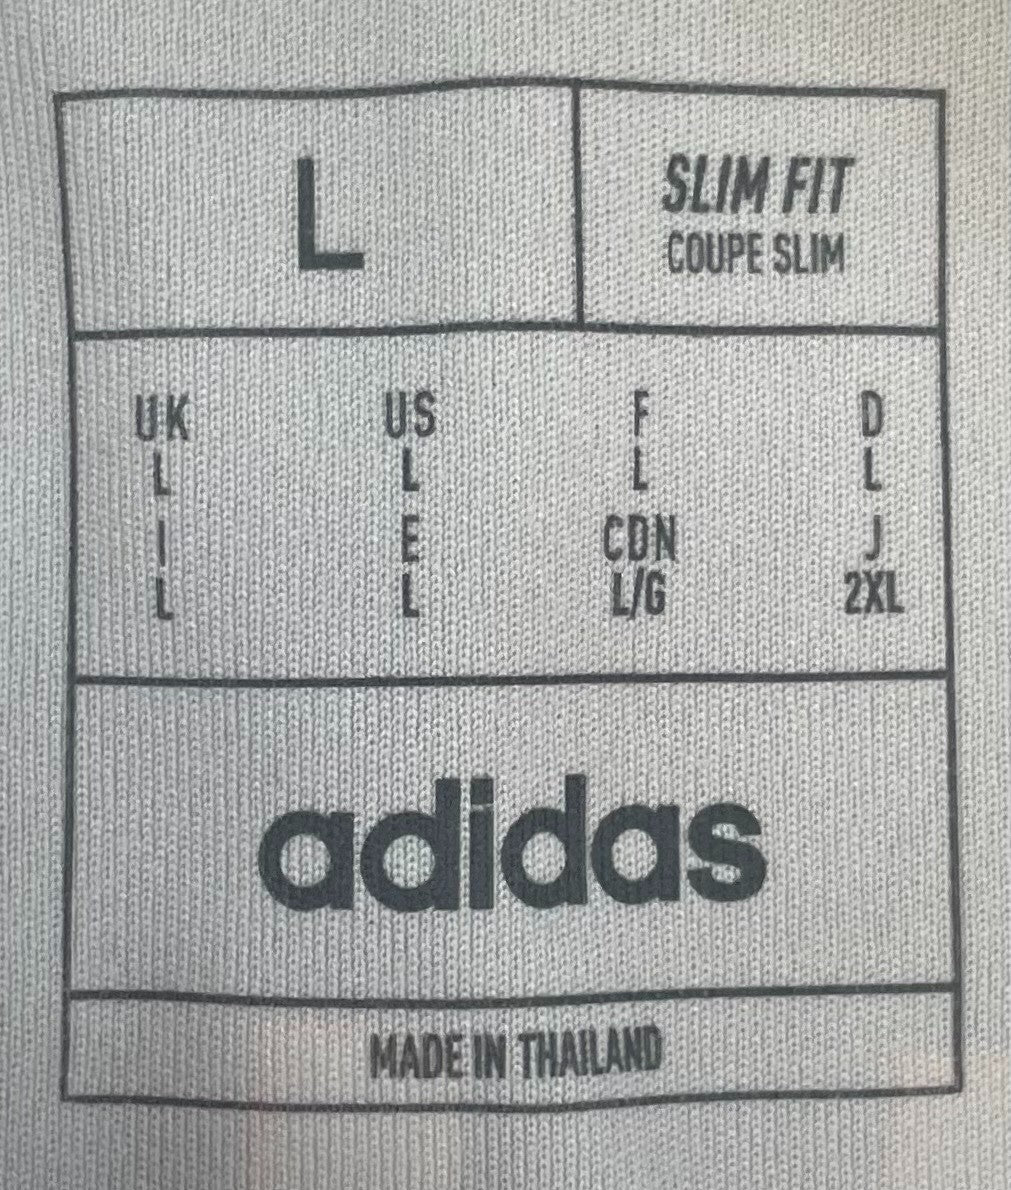 L
SLIM FIT
COUPE SLIM
UK US F D
L L L L
I E CDN J
L L L/G 2XL
adidas
MADE IN THAILAND